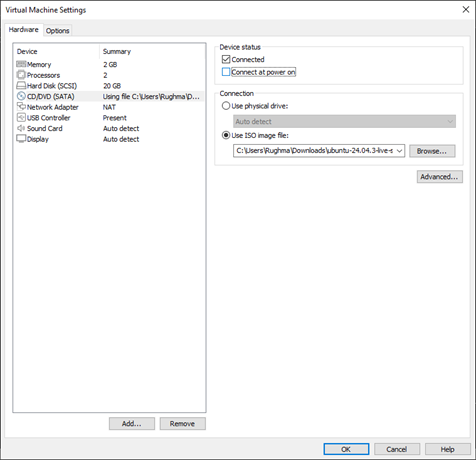 Virtual Machine Settings
Hardware Options
Device Summary
Memory 2 GB
Processors 2
Hard Disk (SCSI) 20 GB
CD/DVD (SATA) Using file C:\Users\Rughma\D...
Network Adapter NAT
USB Controller Present
Sound Card Auto detect
Display Auto detect
Add... Remove
Device status
Connected
Connect at power on
Connection
Use physical drive:
Auto detect
Use ISO image file:
C:\Users\Rughma\Downloads\ubuntu-24.04.3-live-s Browse...
Advanced...
OK Cancel Help